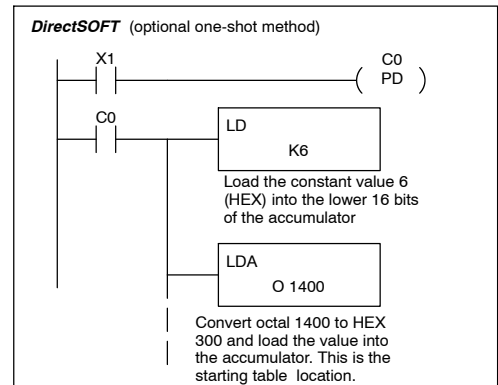 DirectSOFT (optional one-shot method)
X1
C0
PD
C0
LD
K6
Load the constant value 6
(HEX) into the lower 16 bits
of the accumulator
LDA
O 1400
Convert octal 1400 to HEX
300 and load the value into
the accumulator. This is the
starting table location.